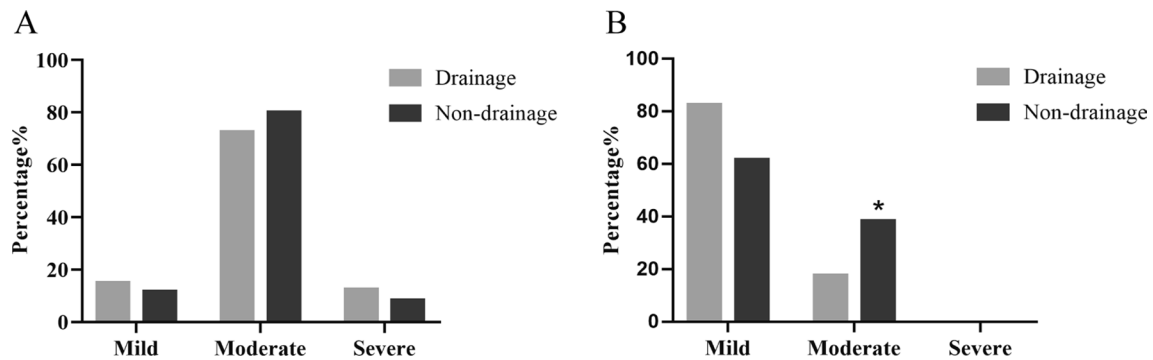 A
Percentage%
100
80
60
40
20
0
Drainage
Non-drainage
Mild Moderate Severe
B
Percentage%
100
80
60
40
20
0
Drainage
Non-drainage
*
Mild Moderate Severe